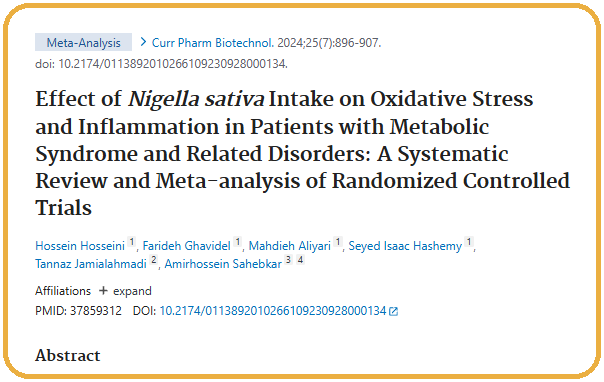 Meta-Analysis > Curr Pharm Biotechnol. 2024;25(7):896-907.
doi: 10.2174/0113892010266109230928000134.
Effect of Nigella sativa Intake on Oxidative Stress
and Inflammation in Patients with Metabolic
Syndrome and Related Disorders: A Systematic
Review and Meta-analysis of Randomized Controlled
Trials
Hossein Hosseini 1, Farideh Ghavidel 1, Mahdieh Aliyari 1, Seyed Isaac Hashemy 1,
Tannaz Jamialahmadi 2, Amirhossein Sahebkar 3 4
Affiliations + expand
PMID: 37859312 DOI: 10.2174/0113892010266109230928000134
Abstract